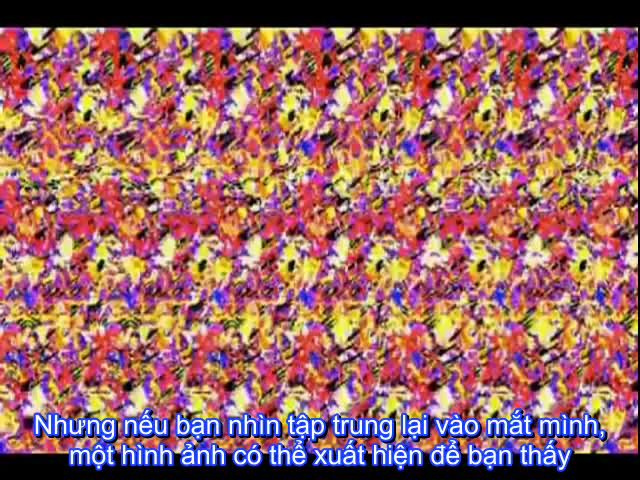 Nhưng nếu bạn nhìn tập trung lại vào mắt mình,
một hình ảnh có thể xuất hiện để bạn thấy